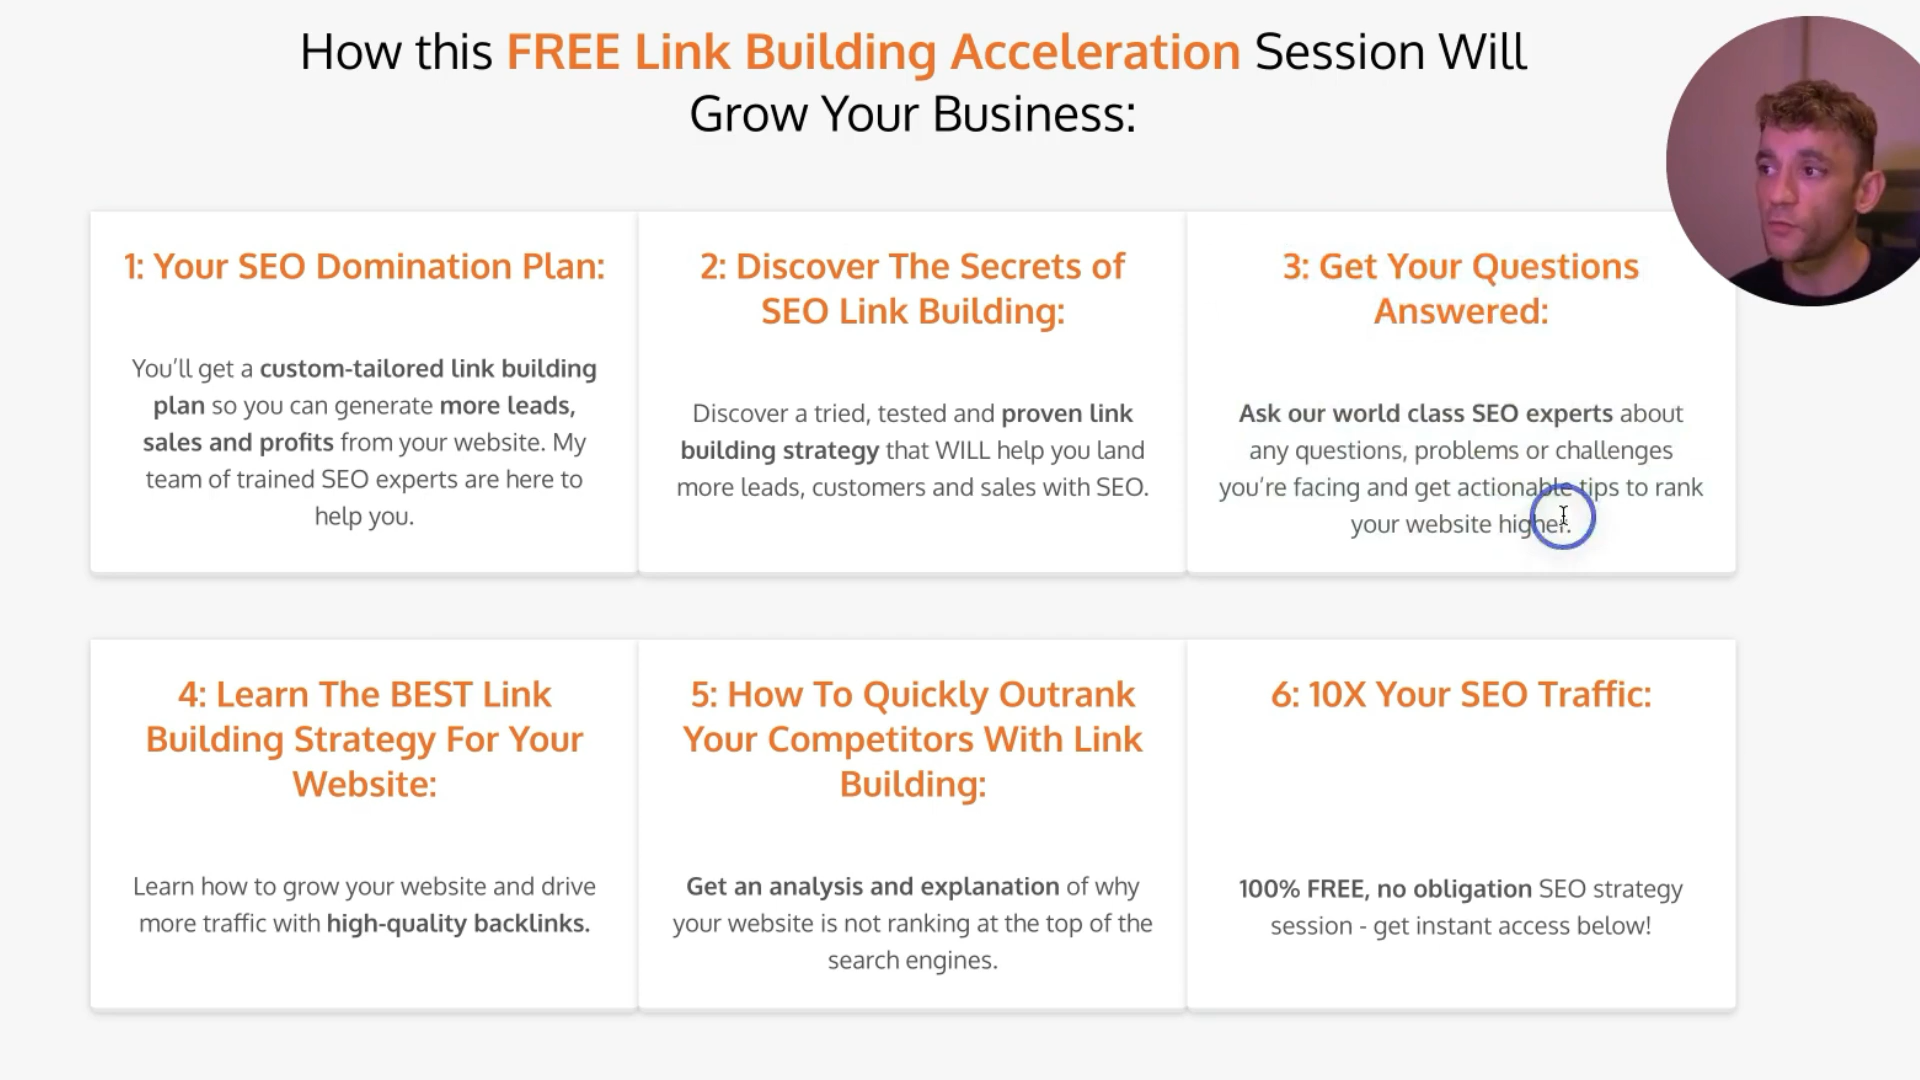 How this FREE Link Building Acceleration Session Will
Grow Your Business:
1: Your SEO Domination Plan:
You’ll get a custom-tailored link building
plan so you can generate more leads,
sales and profits from your website. My
team of trained SEO experts are here to
help you.
2: Discover The Secrets of
SEO Link Building:
Discover a tried, tested and proven link
building strategy that WILL help you land
more leads, customers and sales with SEO.
3: Get Your Questions
Answered:
Ask our world class SEO experts about
any questions, problems or challenges
you’re facing and get actionable tips to rank
your website higher.
4: Learn The BEST Link
Building Strategy For Your
Website:
Learn how to grow your website and drive
more traffic with high-quality backlinks.
5: How To Quickly Outrank
Your Competitors With Link
Building:
Get an analysis and explanation of why
your website is not ranking at the top of the
search engines.
6: 10X Your SEO Traffic:
100% FREE, no obligation SEO strategy
session - get instant access below!